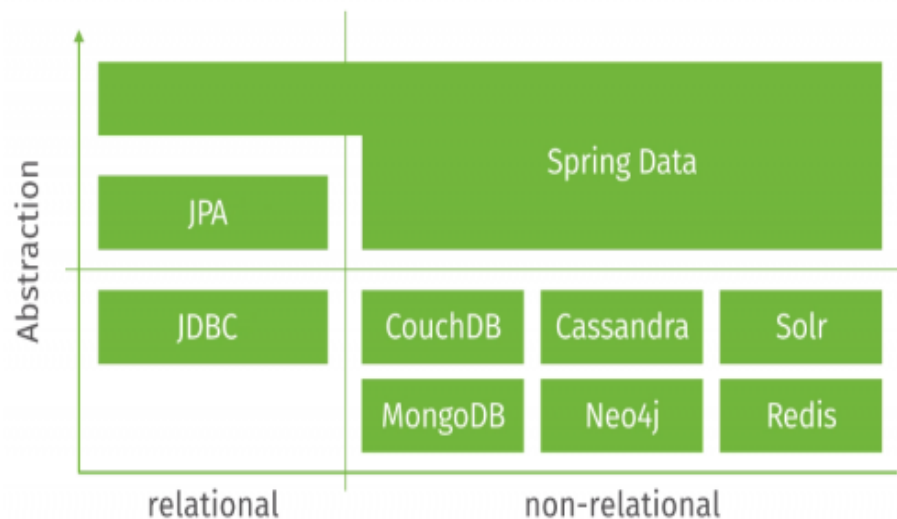 Abstraction
Spring Data
JPA
JDBC
CouchDB
Cassandra
Solr
MongoDB
Neo4j
Redis
relational
non-relational